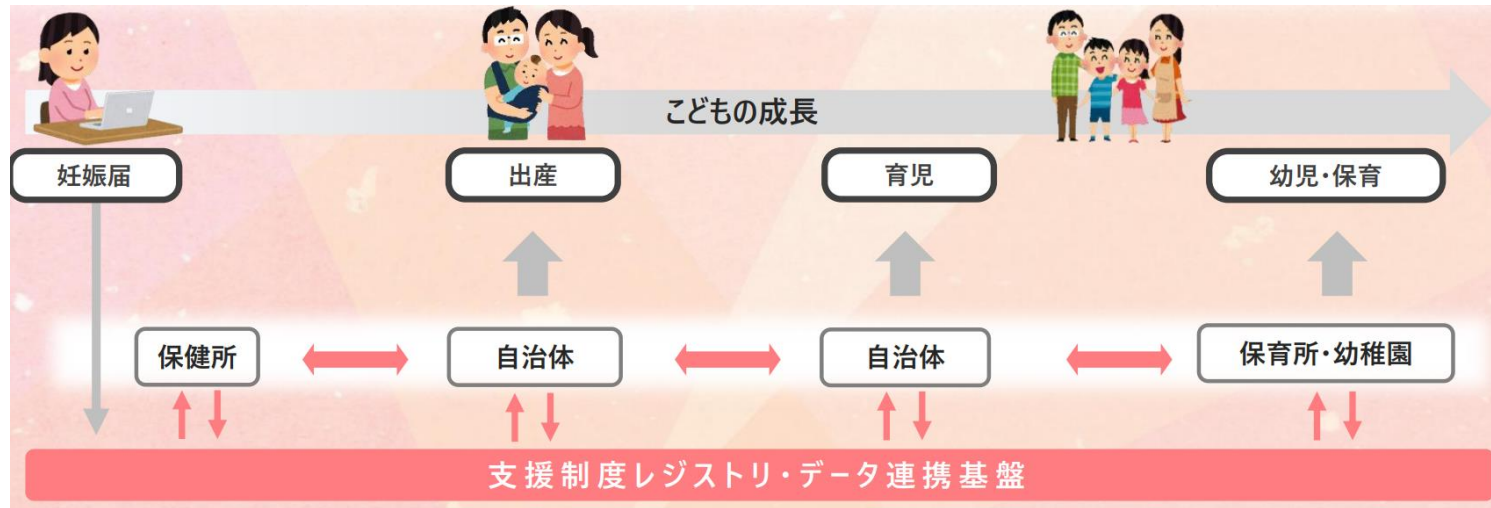 こどもの成長
妊娠届
出産
育児
幼児・保育
保健所
自治体
自治体
保育所・幼稚園
支援制度レジストリ・データ連携基盤